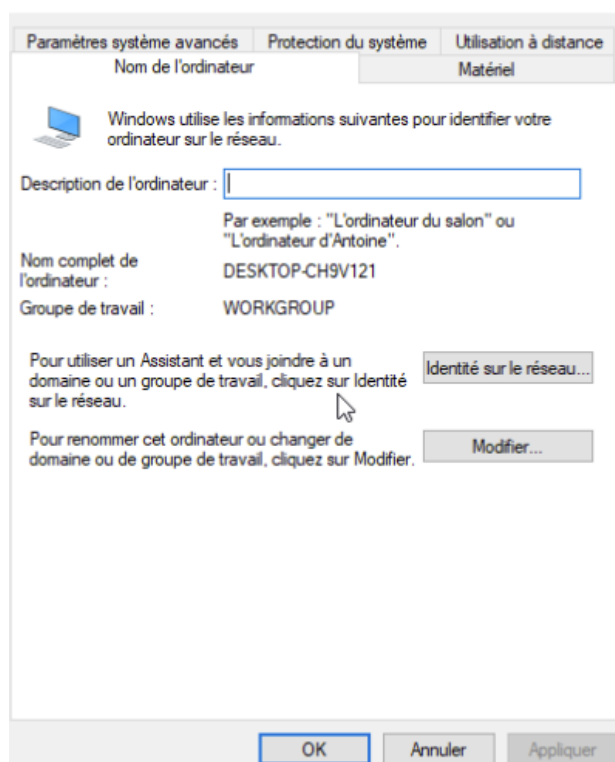 Paramètres système avancés Protection du système Utilisation à distance
Nom de l'ordinateur Matériel
Windows utilise les informations suivantes pour identifier votre
ordinateur sur le réseau.
Description de l'ordinateur :
Par exemple : "L'ordinateur du salon" ou
"L'ordinateur d'Antoine".
Nom complet de
l'ordinateur :
DESKTOP-CH9V121
Groupe de travail : WORKGROUP
Pour utiliser un Assistant et vous joindre à un
domaine ou un groupe de travail, cliquez sur Identité
sur le réseau.
Identité sur le réseau...
Pour renommer cet ordinateur ou changer de
domaine ou de groupe de travail, cliquez sur Modifier.
Modifier...
OK Annuler Appliquer